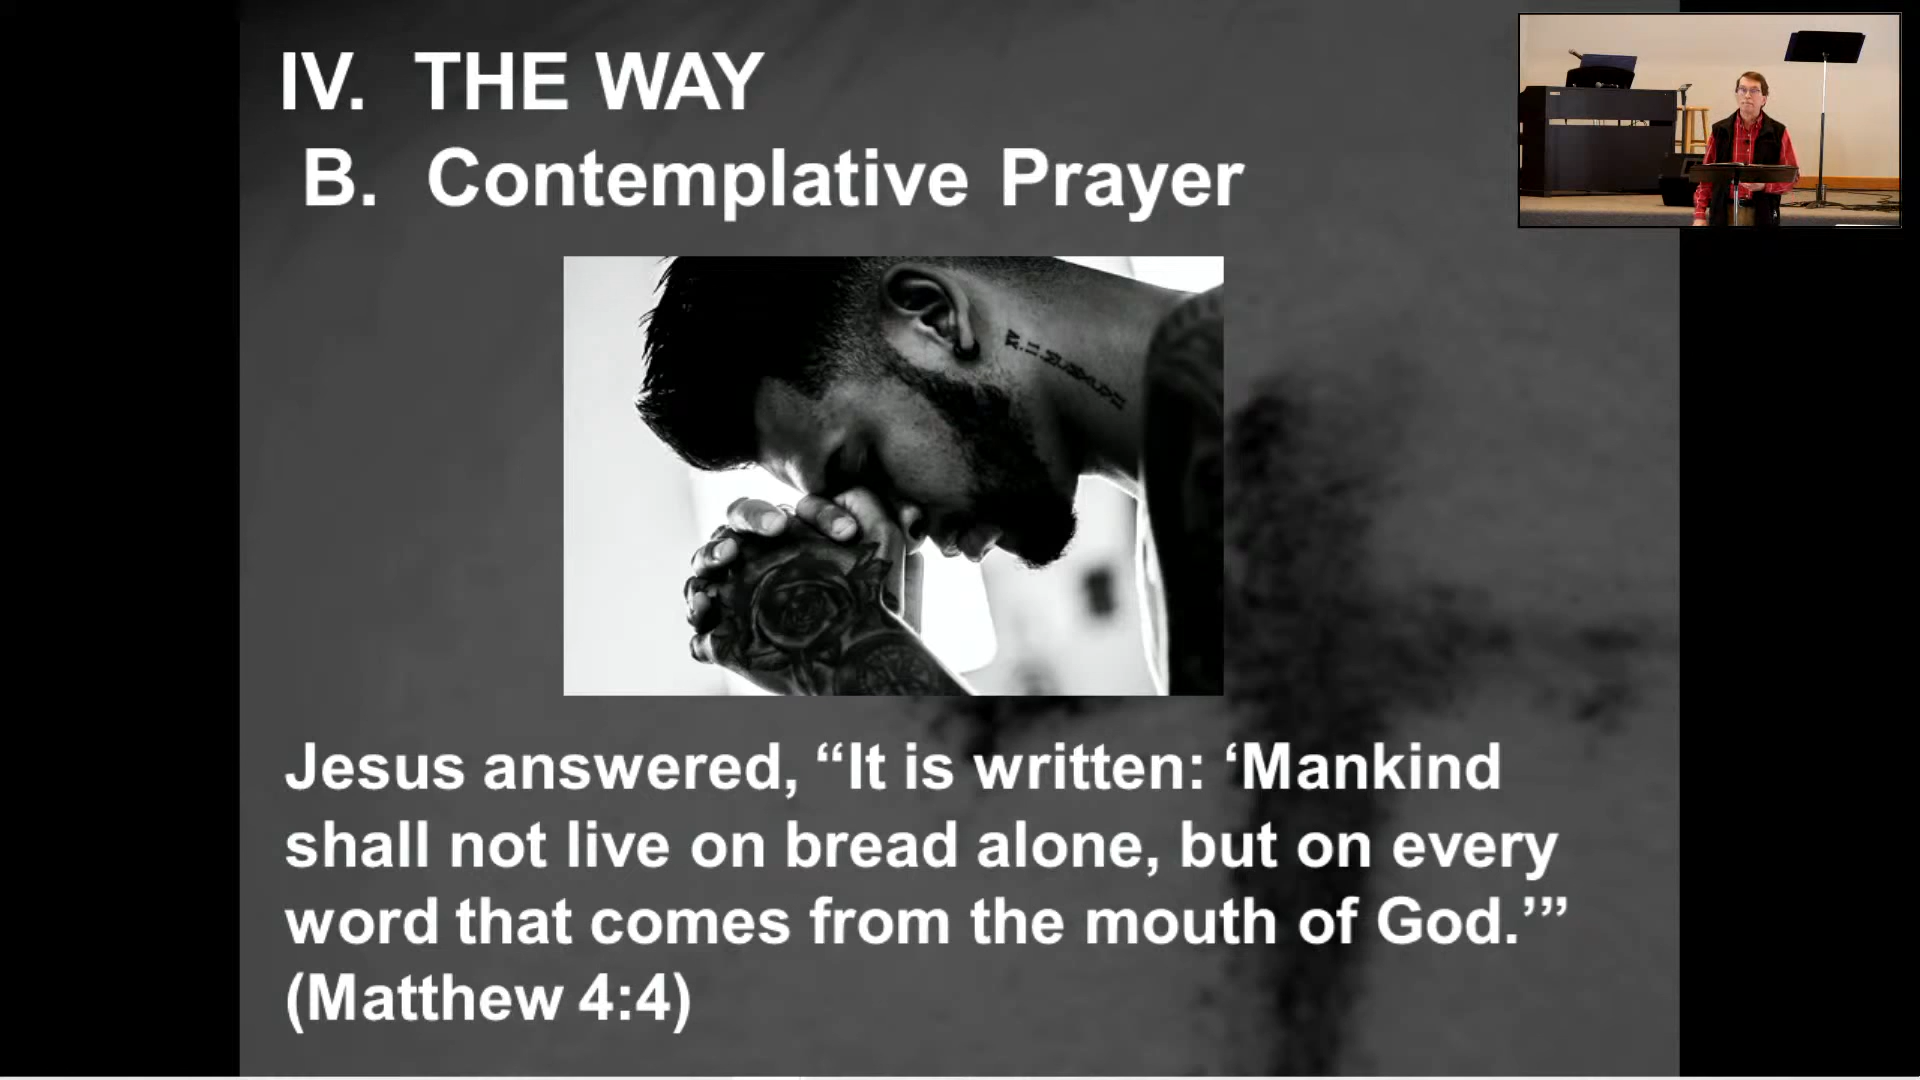 IV. THE WAY
B. Contemplative Prayer
Jesus answered, “It is written: ‘Mankind
shall not live on bread alone, but on every
word that comes from the mouth of God.’”
(Matthew 4:4)